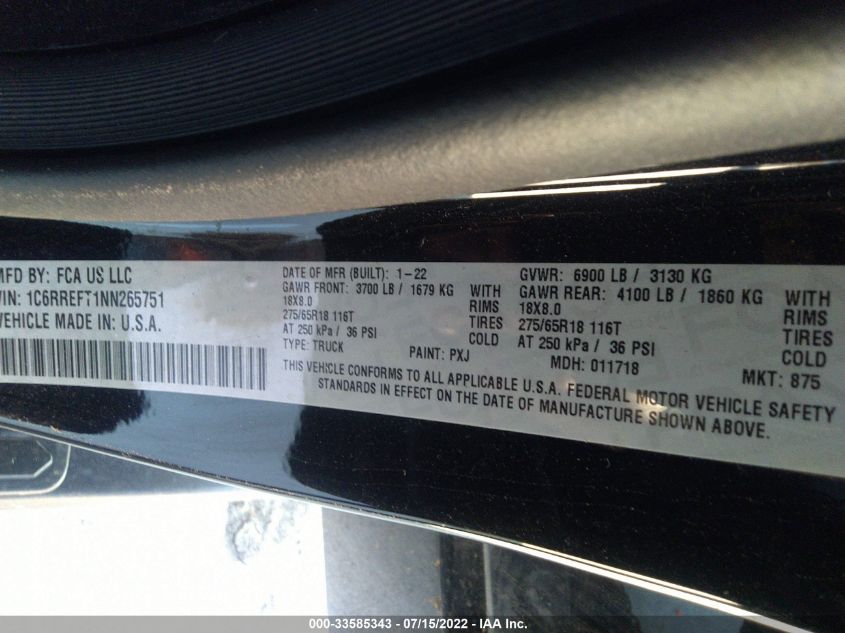 MFD BY: FCA US LLC
VIN: 1C6RREFT1NN265751
VEHICLE MADE IN: U.S.A.
DATE OF MFR (BUILT): 1-22
GAWR FRONT: 3700 LB / 1679 KG
18X8.0 RIMS
275/65R18 116T TIRES
AT 250 kPa / 36 PSI COLD
TYPE: TRUCK PAINT: PXJ
GVWR: 6900 LB / 3130 KG
GAWR REAR: 4100 LB / 1860 KG
18X8.0 RIMS
275/65R18 116T TIRES
AT 250 kPa / 36 PSI COLD
MDH: 011718 MKT: 875
THIS VEHICLE CONFORMS TO ALL APPLICABLE U.S.A. FEDERAL MOTOR VEHICLE SAFETY
STANDARDS IN EFFECT ON THE DATE OF MANUFACTURE SHOWN ABOVE.
000-33585343 - 07/15/2022 - IAA Inc.